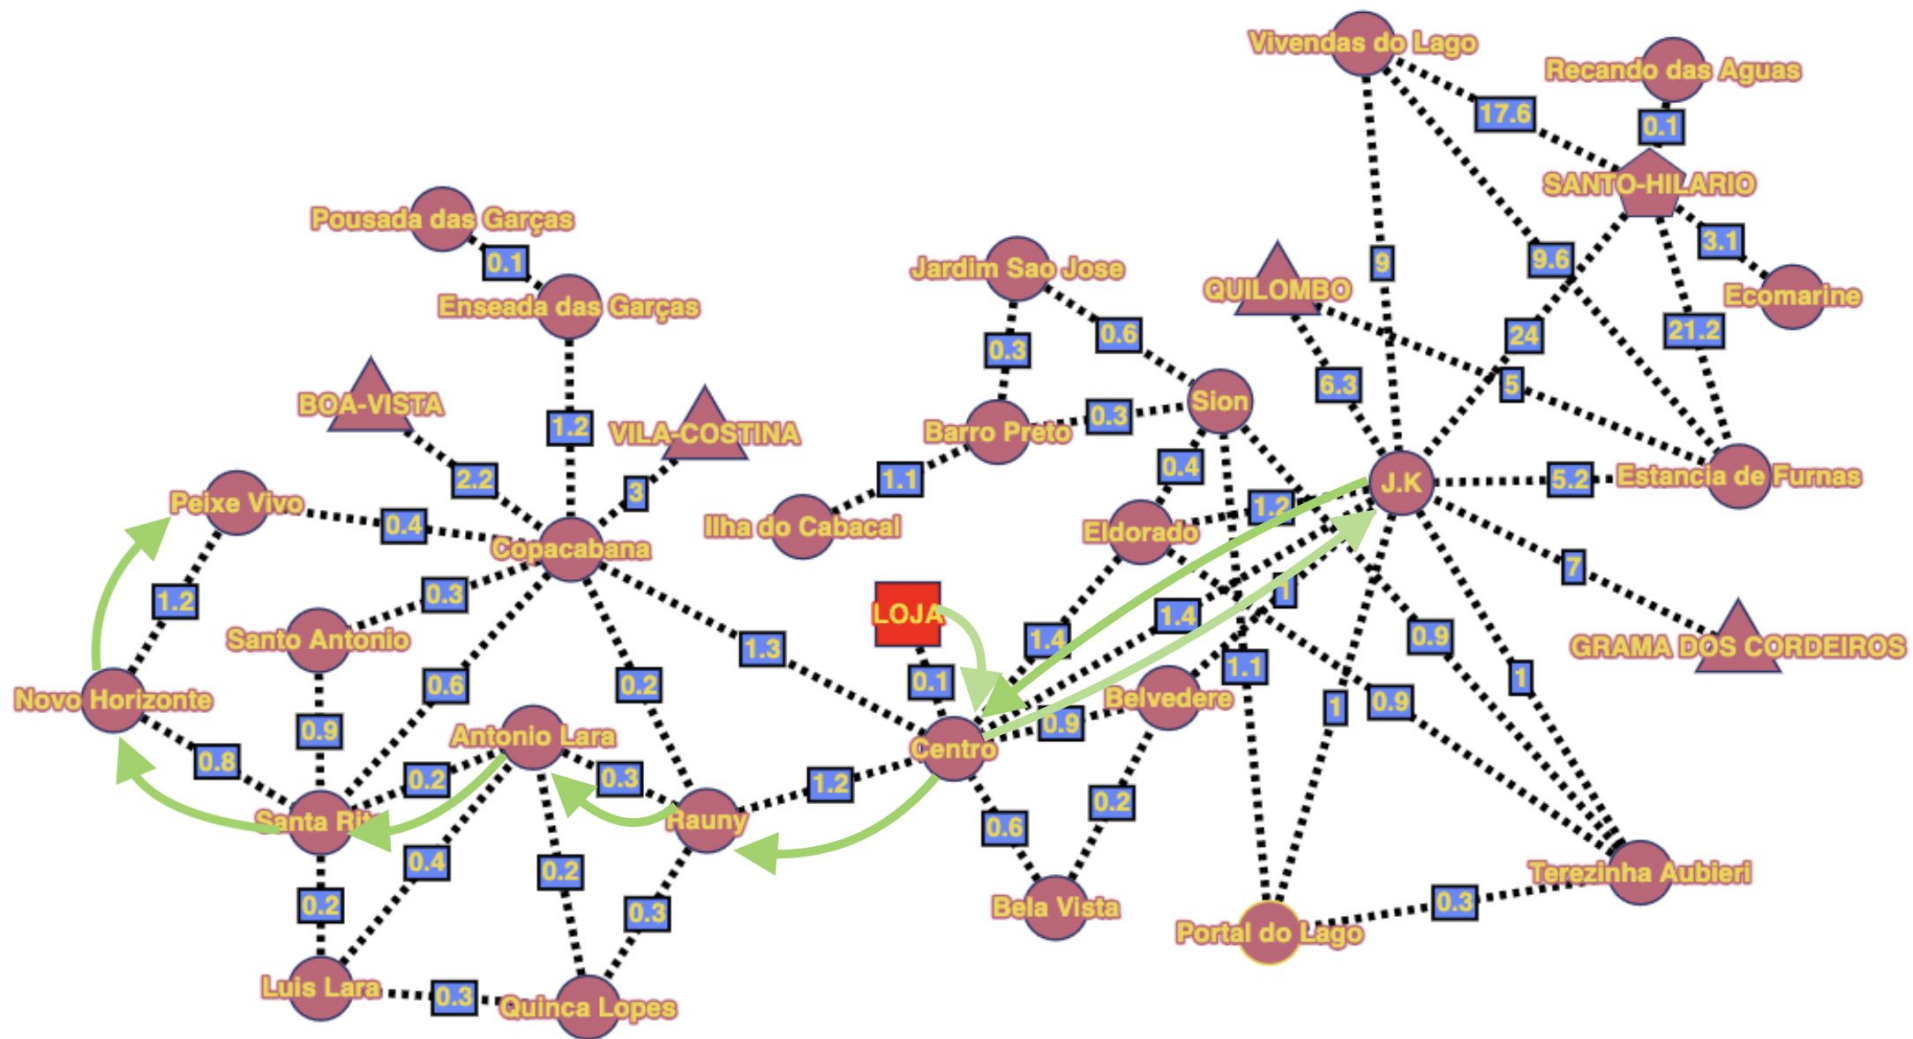 Vivendas do Lago
Recando das Aguas
17.6
0.1
SANTO-HILARIO
Pousada das Garças
3.1
0.1
9
9.6
Jardim Sao Jose
QUILOMBO
Ecomarine
Enseada das Garças
0.6
24
21.2
0.3
6.3
5
BOA-VISTA
Sion
1.2
0.3
VILA-COSTINA
Barro Preto
0.4
2.2
3
1.1
J.K
5.2
Estancia de Furnas
Peixe Vivo
0.4
1.2
Ilha do Cabacal
Eldorado
Copacabana
7
1.2
0.3
1
LOJA
1.4
Santo Antonio
1.3
1.4
0.9
GRAMA DOS CORDEIROS
0.6
0.2
0.1
1.1
1
Novo Horizonte
Belvedere
1
0.9
0.9
Antonio Lara
0.9
Centro
0.8
0.2
0.3
1.2
0.2
Santa Rita
Rauny
0.6
0.4
0.2
Terezinha Aubieri
0.2
0.3
Bela Vista
0.3
Portal do Lago
Luis Lara
0.3
Quinca Lopes